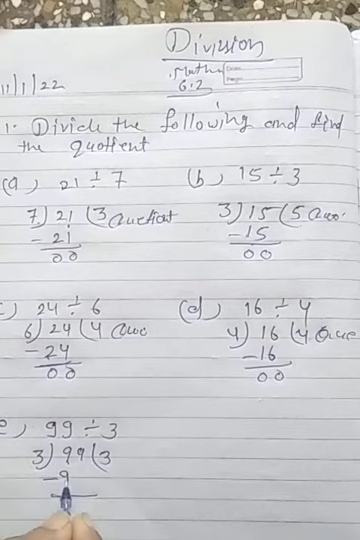 Division
Maths
6.2
11/1/22
1. Divide the following and find
the quotient
(a) 21 ÷ 7 (b) 15 ÷ 3
7) 21 (3 Quotient 3) 15 (5 Quo.
- 21 - 15
00 00
c) 24 ÷ 6 (d) 16 ÷ 4
6) 24 (4 Quo 4) 16 (4 Quo
- 24 - 16
00 00
e) 99 ÷ 3
3) 99 (3
- 9